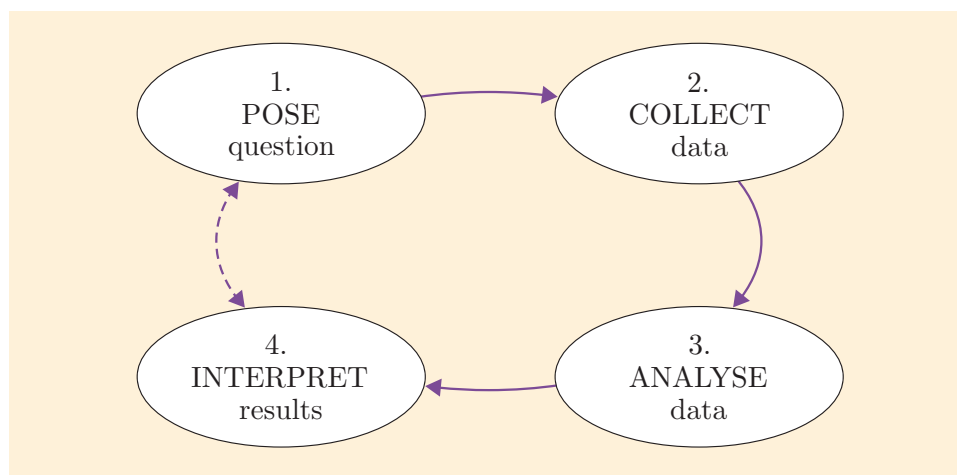 1.
POSE
question
2.
COLLECT
data
3.
ANALYSE
data
4.
INTERPRET
results